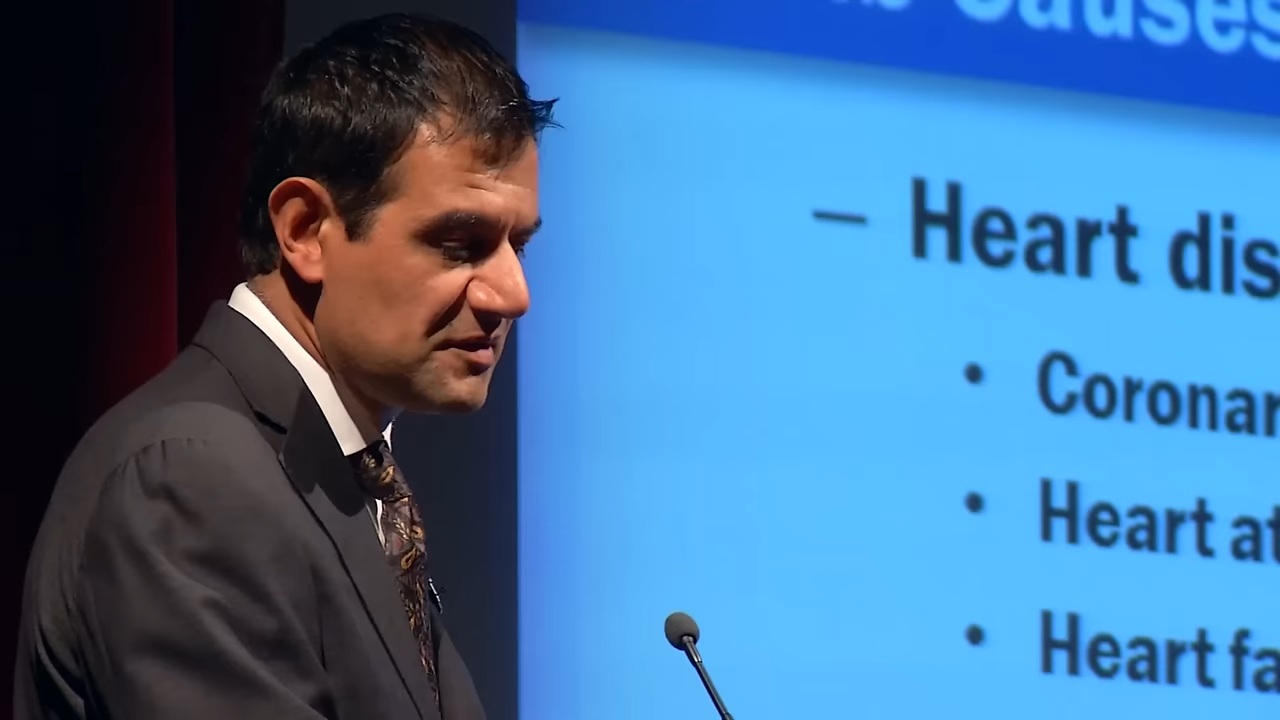 Causes
– Heart dis
• Coronar
• Heart at
• Heart fa